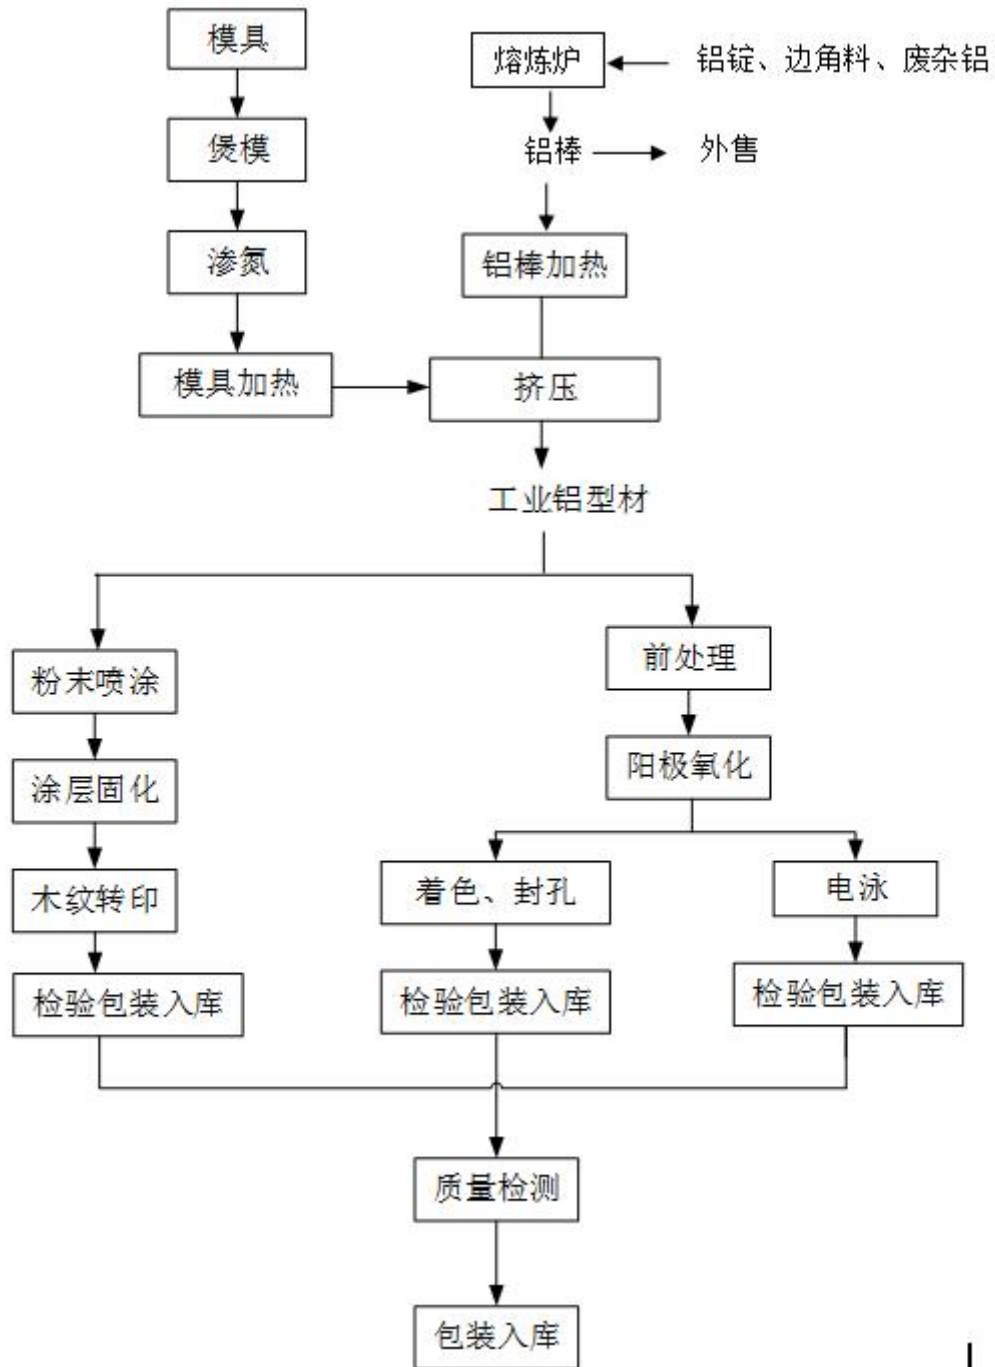 模具
熔炼炉
铝锭、边角料、废杂铝
煲模
铝棒
外售
渗氮
铝棒加热
模具加热
挤压
工业铝型材
粉末喷涂
前处理
涂层固化
阳极氧化
木纹转印
着色、封孔
电泳
检验包装入库
检验包装入库
检验包装入库
质量检测
包装入库